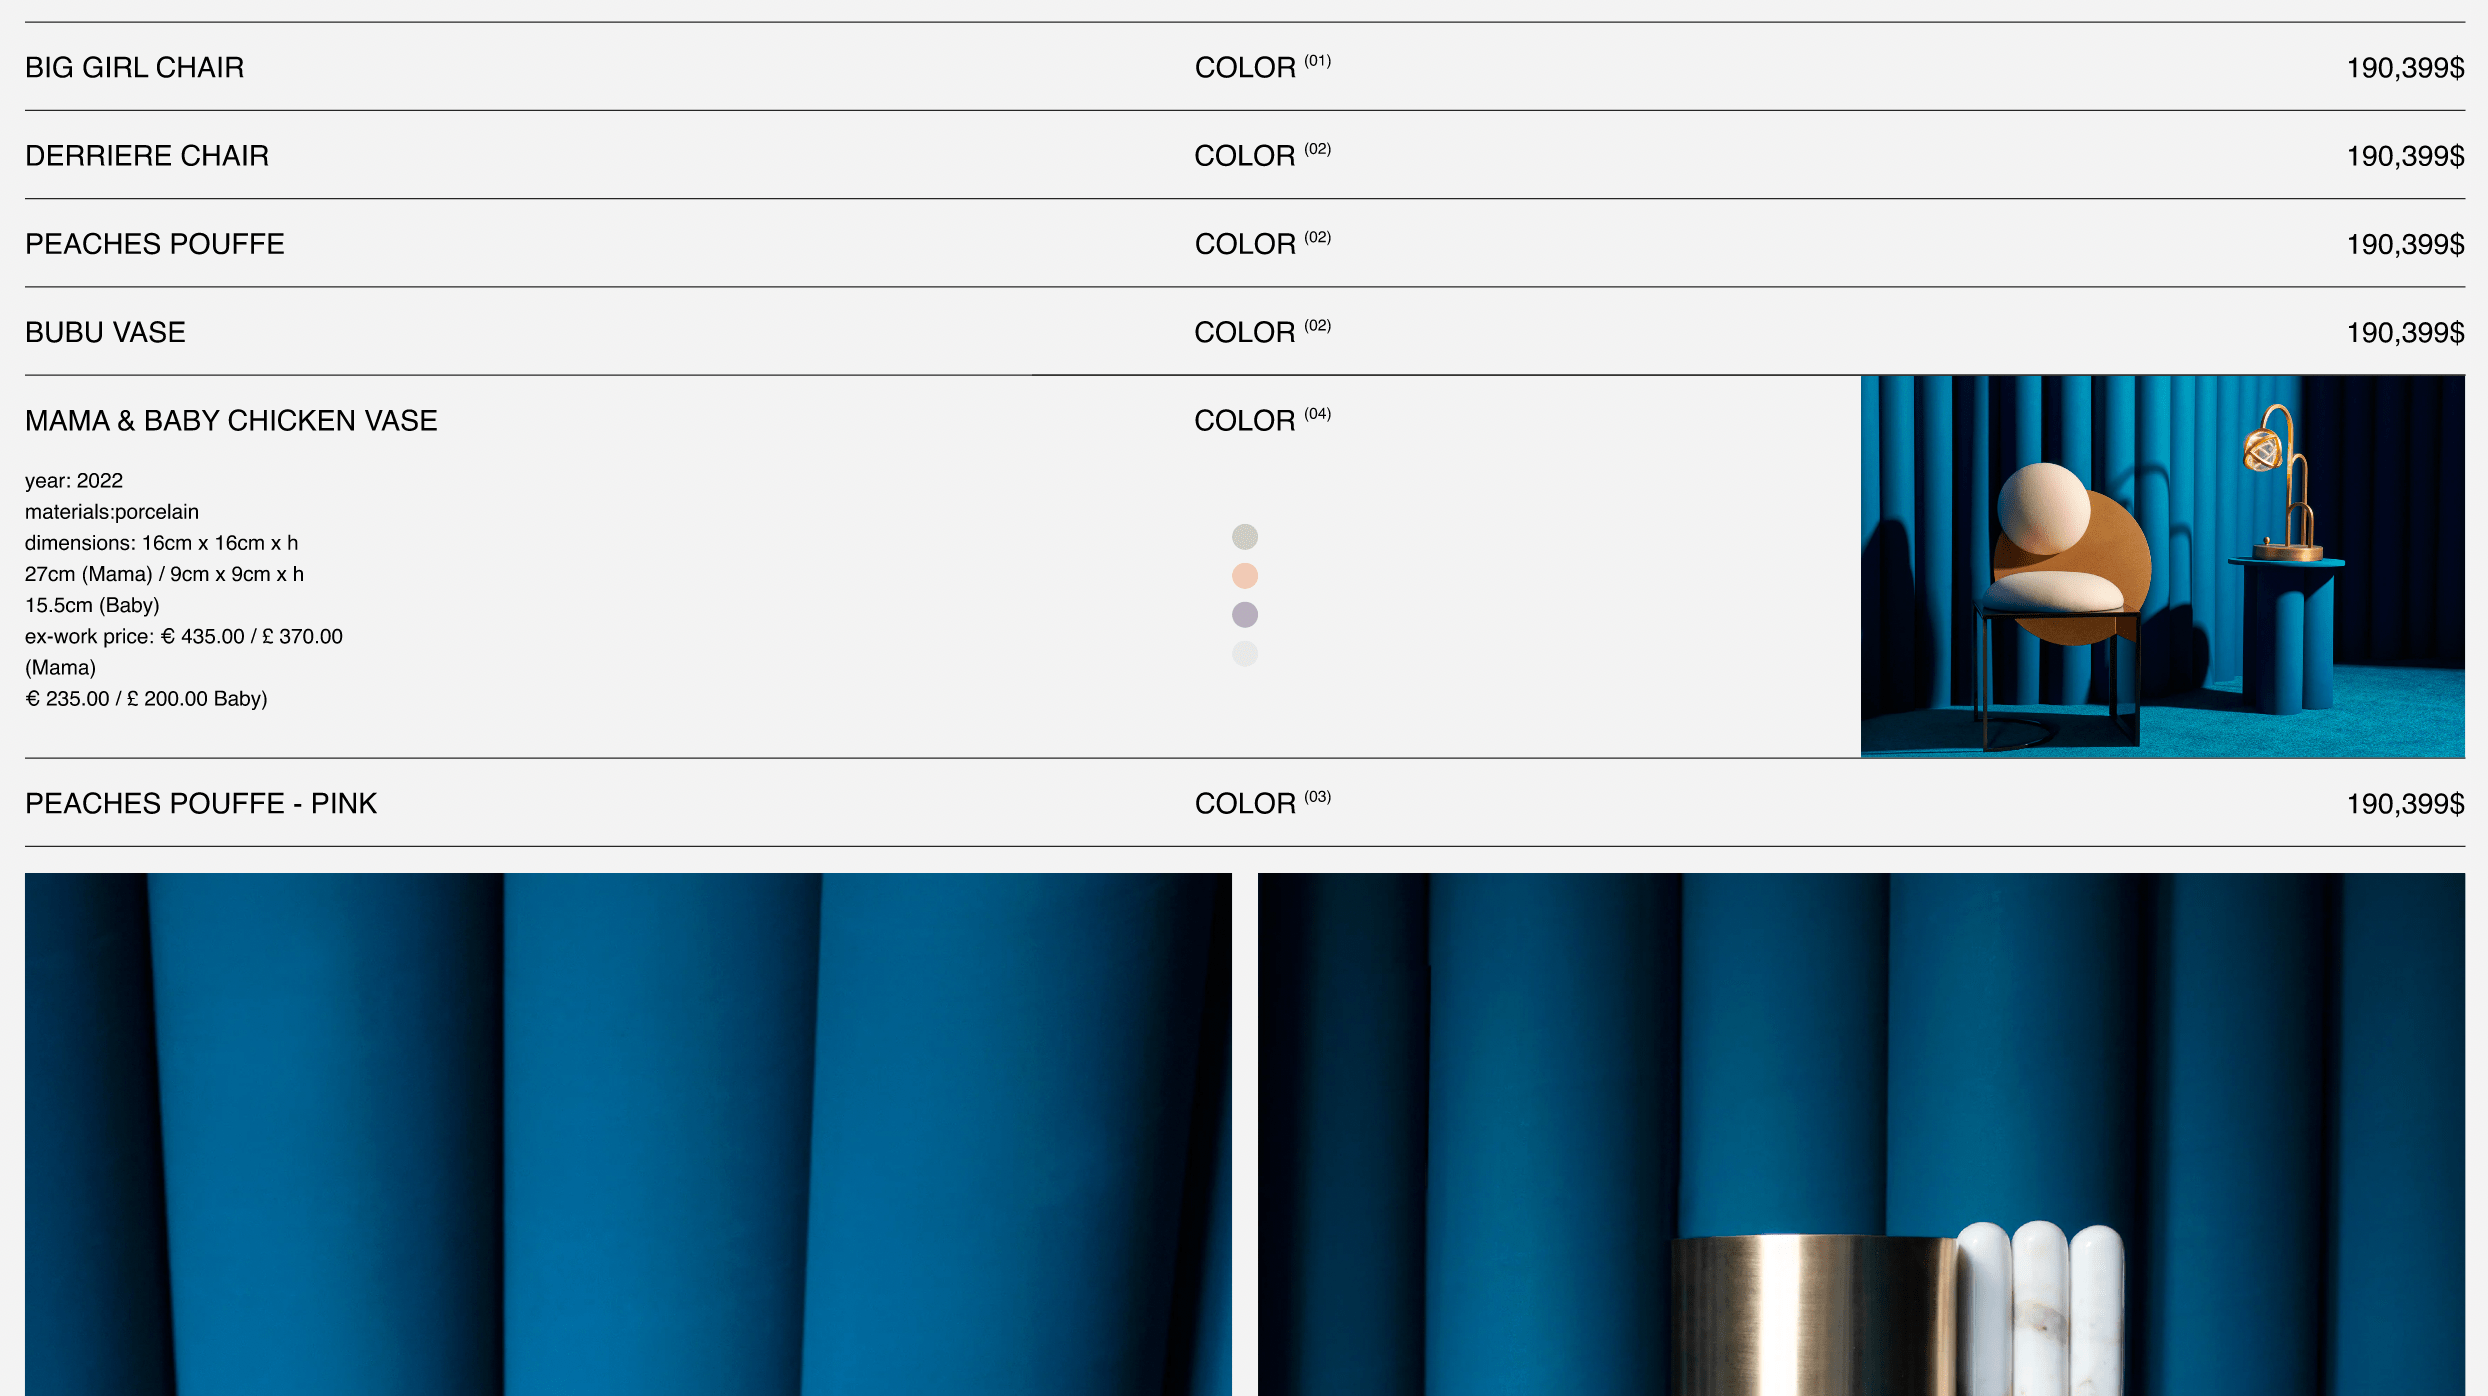 BIG GIRL CHAIR COLOR (01) 190,399$
DERRIERE CHAIR COLOR (02) 190,399$
PEACHES POUFFE COLOR (02) 190,399$
BUBU VASE COLOR (02) 190,399$
MAMA & BABY CHICKEN VASE COLOR (04)
year: 2022
materials:porcelain
dimensions: 16cm x 16cm x h
27cm (Mama) / 9cm x 9cm x h
15.5cm (Baby)
ex-work price: € 435.00 / £ 370.00
(Mama)
€ 235.00 / £ 200.00 Baby)
PEACHES POUFFE - PINK COLOR (03) 190,399$